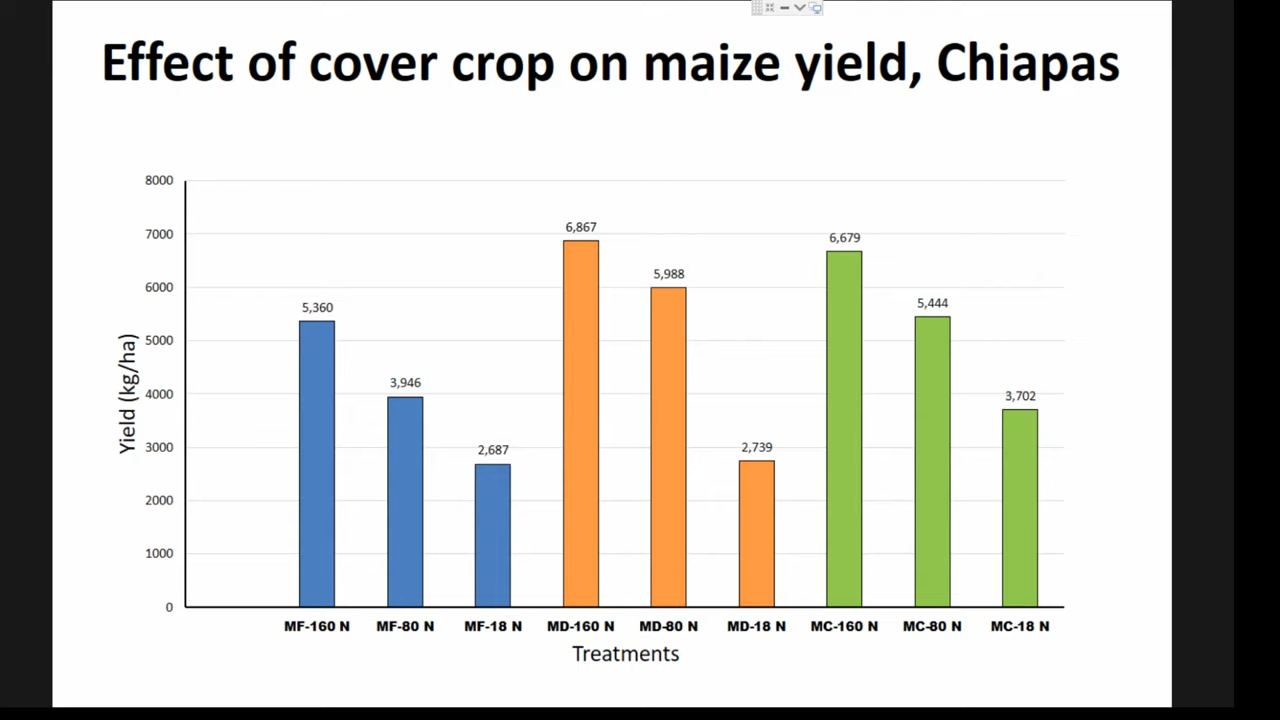 Effect of cover crop on maize yield, Chiapas
8000
7000
6000
5000
4000
3000
2000
1000
0
Yield (kg/ha)
5,360
3,946
2,687
6,867
5,988
2,739
6,679
5,444
3,702
MF-160 N
MF-80 N
MF-18 N
MD-160 N
MD-80 N
MD-18 N
MC-160 N
MC-80 N
MC-18 N
Treatments